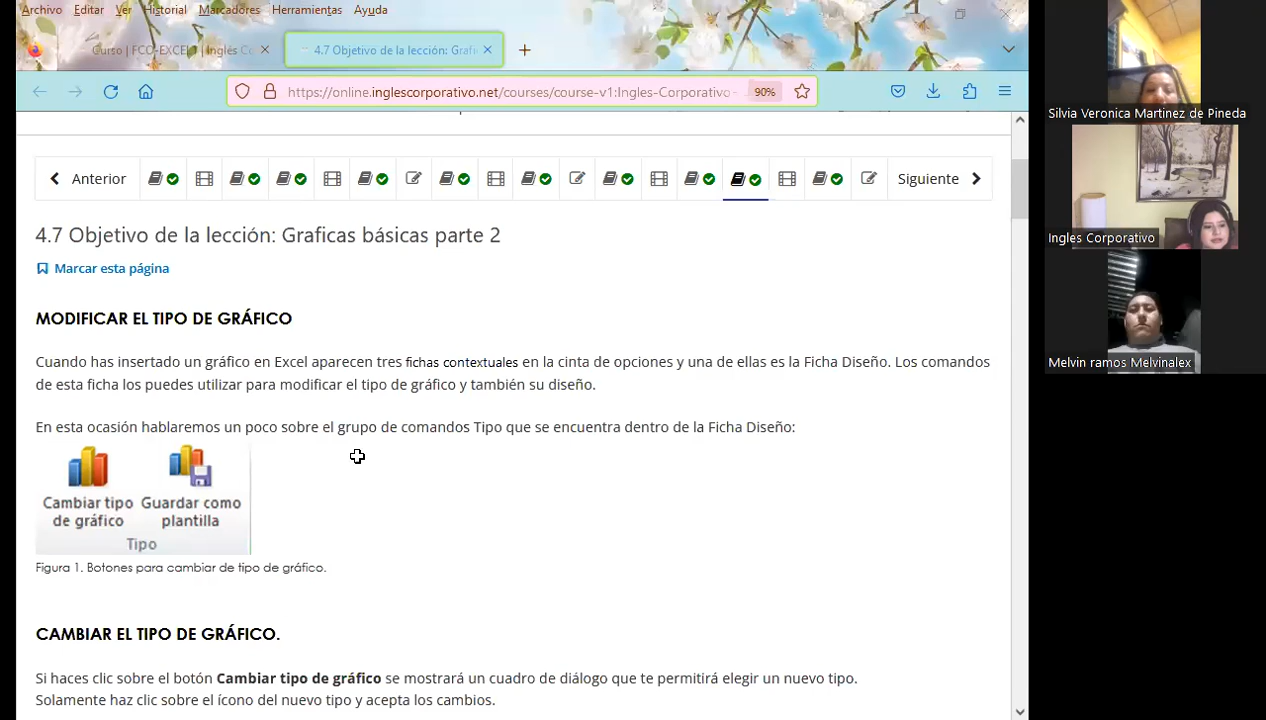 Archivo Editar Ver Historial Marcadores Herramientas Ayuda
Curso | FCO-EXCEL1 | Inglés Co
4.7 Objetivo de la lección: Grafi
https://online.inglescorporativo.net/courses/course-v1:Ingles-Corporativo
90%
Anterior
Siguiente
4.7 Objetivo de la lección: Graficas básicas parte 2
Marcar esta página
MODIFICAR EL TIPO DE GRÁFICO
Cuando has insertado un gráfico en Excel aparecen tres fichas contextuales en la cinta de opciones y una de ellas es la Ficha Diseño. Los comandos
de esta ficha los puedes utilizar para modificar el tipo de gráfico y también su diseño.
En esta ocasión hablaremos un poco sobre el grupo de comandos Tipo que se encuentra dentro de la Ficha Diseño:
Cambiar tipo Guardar como
de gráfico plantilla
Tipo
Figura 1. Botones para cambiar de tipo de gráfico.
CAMBIAR EL TIPO DE GRÁFICO.
Si haces clic sobre el botón Cambiar tipo de gráfico se mostrará un cuadro de diálogo que te permitirá elegir un nuevo tipo.
Solamente haz clic sobre el ícono del nuevo tipo y acepta los cambios.
Silvia Veronica Martinez de Pineda
Ingles Corporativo
Melvin ramos Melvinalex